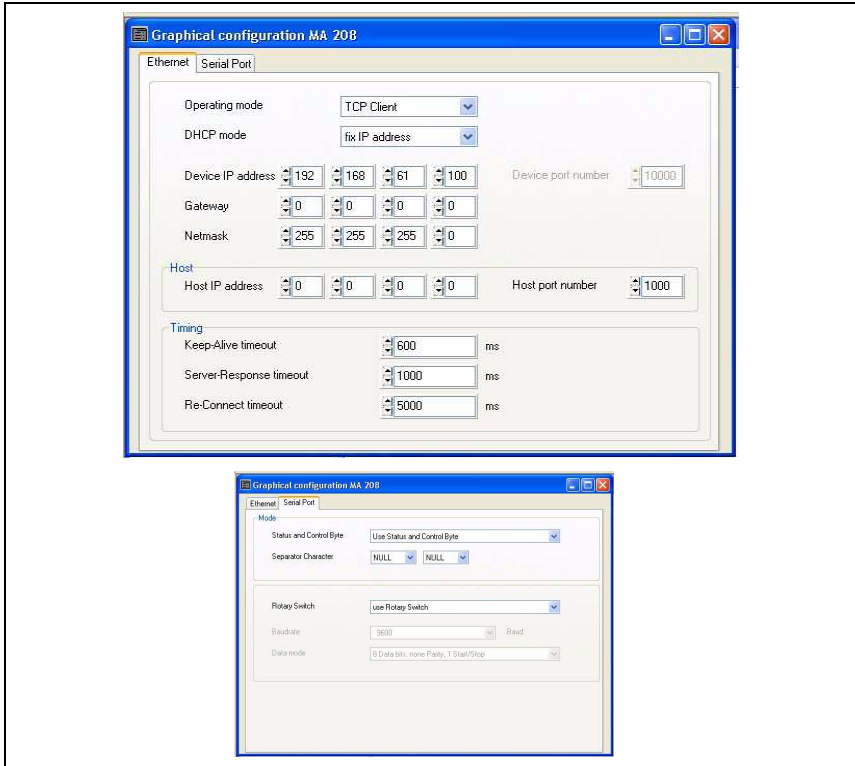 Graphical configuration MA 208
Ethernet Serial Port
Operating mode TCP Client
DHCP mode fix IP address
Device IP address 192 168 61 100 Device port number 10000
Gateway 0 0 0 0
Netmask 255 255 255 0
Host
Host IP address 0 0 0 0 Host port number 1000
Timing
Keep-Alive timeout 600 ms
Server-Response timeout 1000 ms
Re-Connect timeout 5000 ms
Graphical configuration MA 208
Ethernet Serial Port
Mode
Status and Control Byte Use Status and Control Byte
Separator Character NULL NULL
Rotary Switch use Rotary Switch
Baudrate 9600 Baud
Data mode 8 Data bits, none Parity, 1 Start/Stop